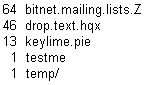 64 bitnet.mailing.lists.Z
46 drop.text.hqx
13 keylime.pie
1 testme
1 temp/